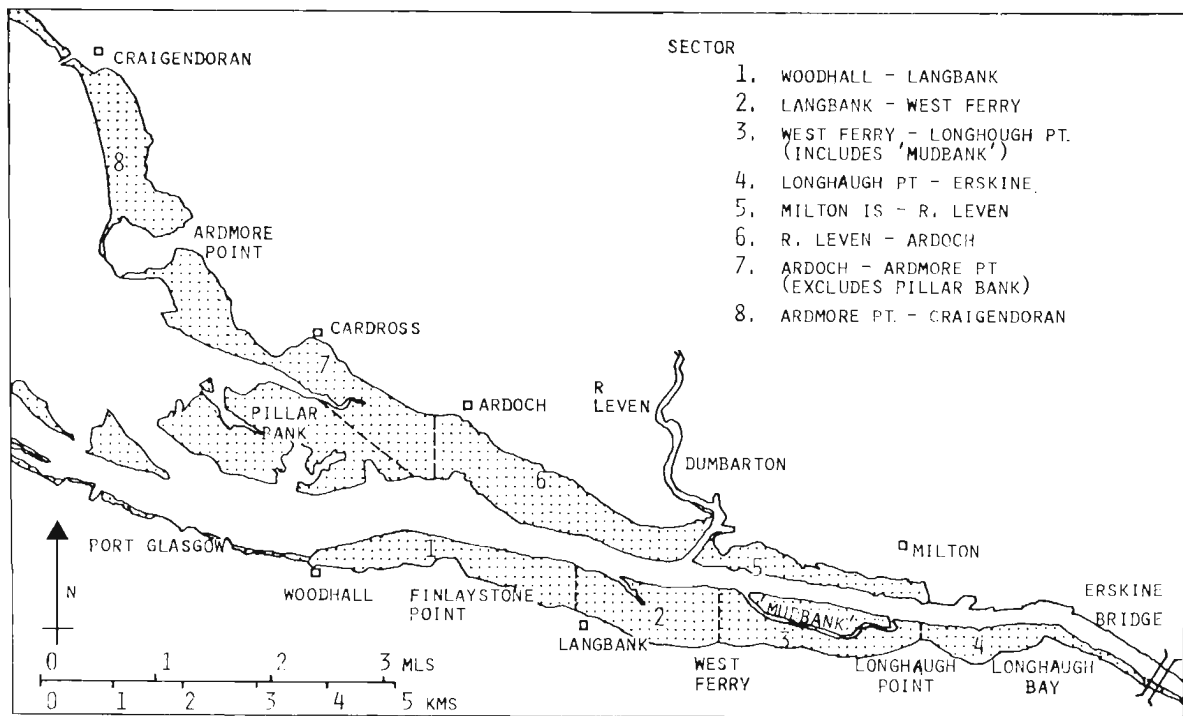 CRAIGENDORAN
SECTOR
1. WOODHALL - LANGBANK
2. LANGBANK - WEST FERRY
3. WEST FERRY - LONGHOUGH PT.
(INCLUDES 'MUDBANK')
4. LONGHAUGH PT - ERSKINE
5. MILTON IS - R. LEVEN
6. R. LEVEN - ARDOCH
7. ARDOCH - ARDMORE PT
(EXCLUDES PILLAR BANK)
8. ARDMORE PT. - CRAIGENDORAN
8
ARDMORE
POINT
CARDROSS
7
R
LEVEN
ARDOCH
PILLAR
BANK
DUMBARTON
6
PORT GLASGOW
1
MILTON
5
N
WOODHALL
FINLAYSTONE
POINT
ERSKINE
BRIDGE
'MUDBANK'
2
3
4
LANGBANK
WEST
FERRY
LONGHAUGH
POINT
LONGHAUGH
BAY
0 1 2 3 MLS
0 1 2 3 4 5 KMS